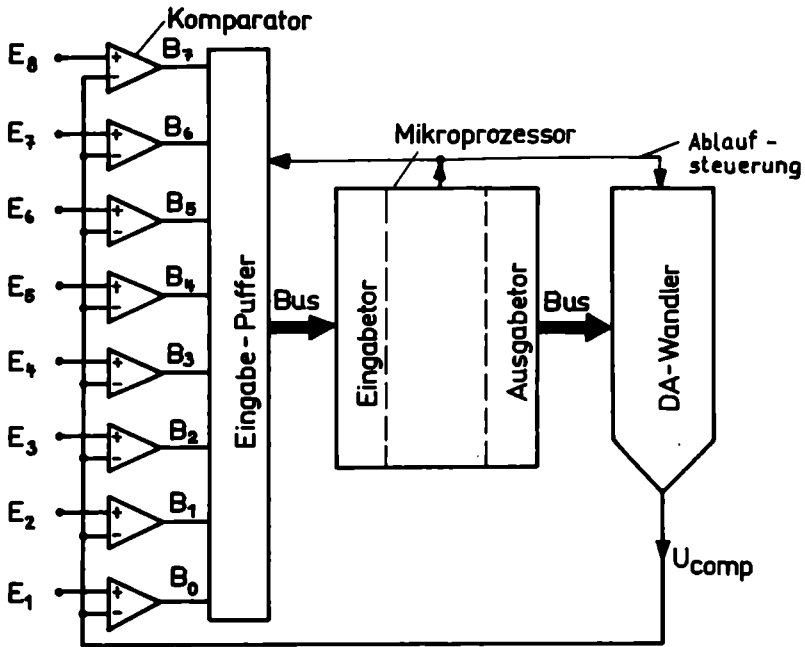 Komparator
E8
+
-
B7
E7
+
-
B6
Mikroprozessor
Ablauf-
steuerung
E6
+
-
B5
E5
+
-
B4
Bus
Bus
Eingabe-Puffer
Eingabetor
Ausgabetor
DA-Wandler
E4
+
-
B3
E3
+
-
B2
E2
+
-
B1
Ucomp
E1
+
-
B0